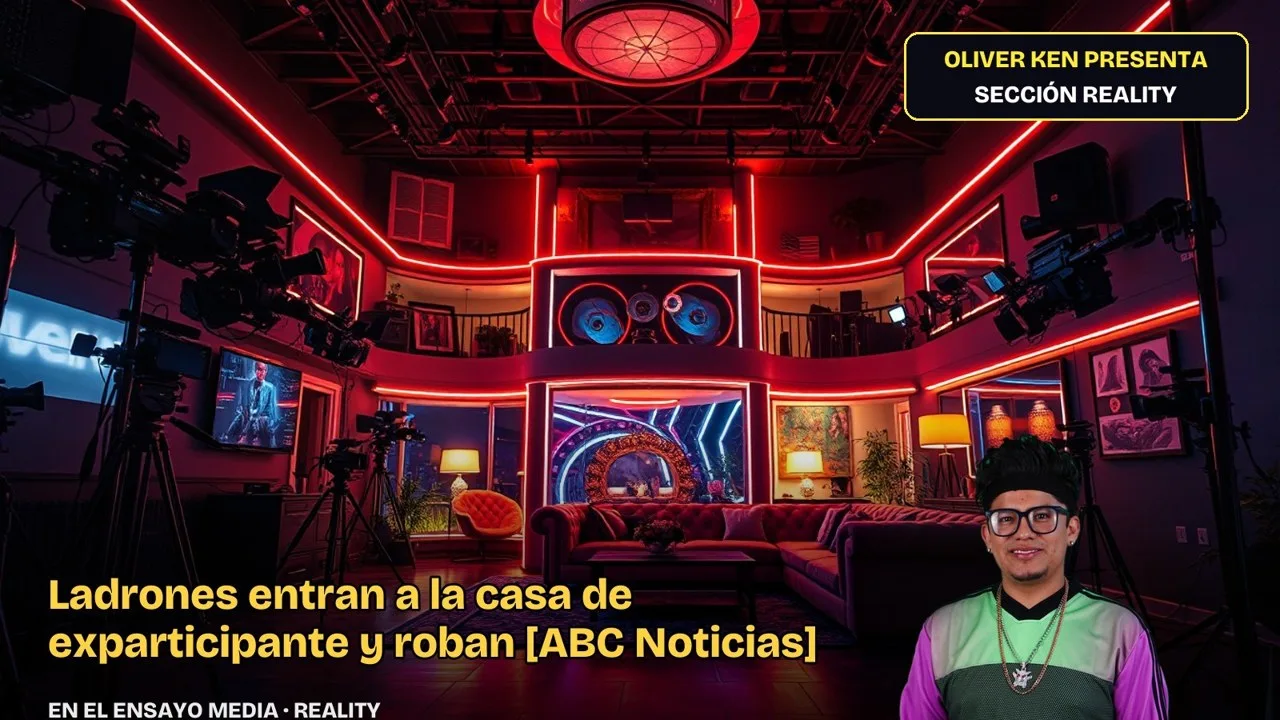 OLIVER KEN PRESENTA
SECCIÓN REALITY
Ladrones entran a la casa de
exparticipante y roban [ABC Noticias]
EN EL ENSAYO MEDIA · REALITY